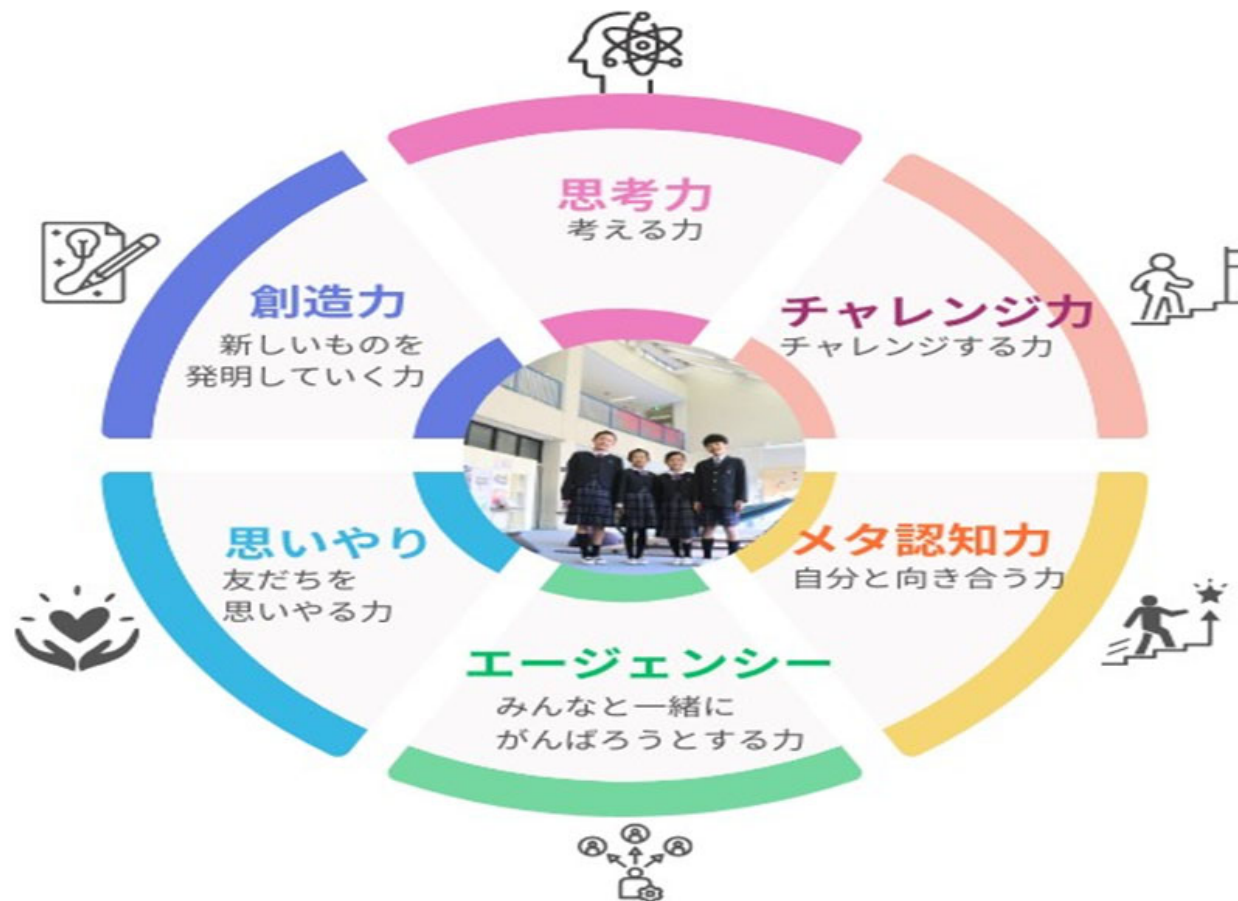 思考力
考える力
チャレンジ力
チャレンジする力
メタ認知力
自分と向き合う力
エージェンシー
みんなと一緒に
がんばろうとする力
思いやり
友だちを
思いやる力
創造力
新しいものを
発明していく力